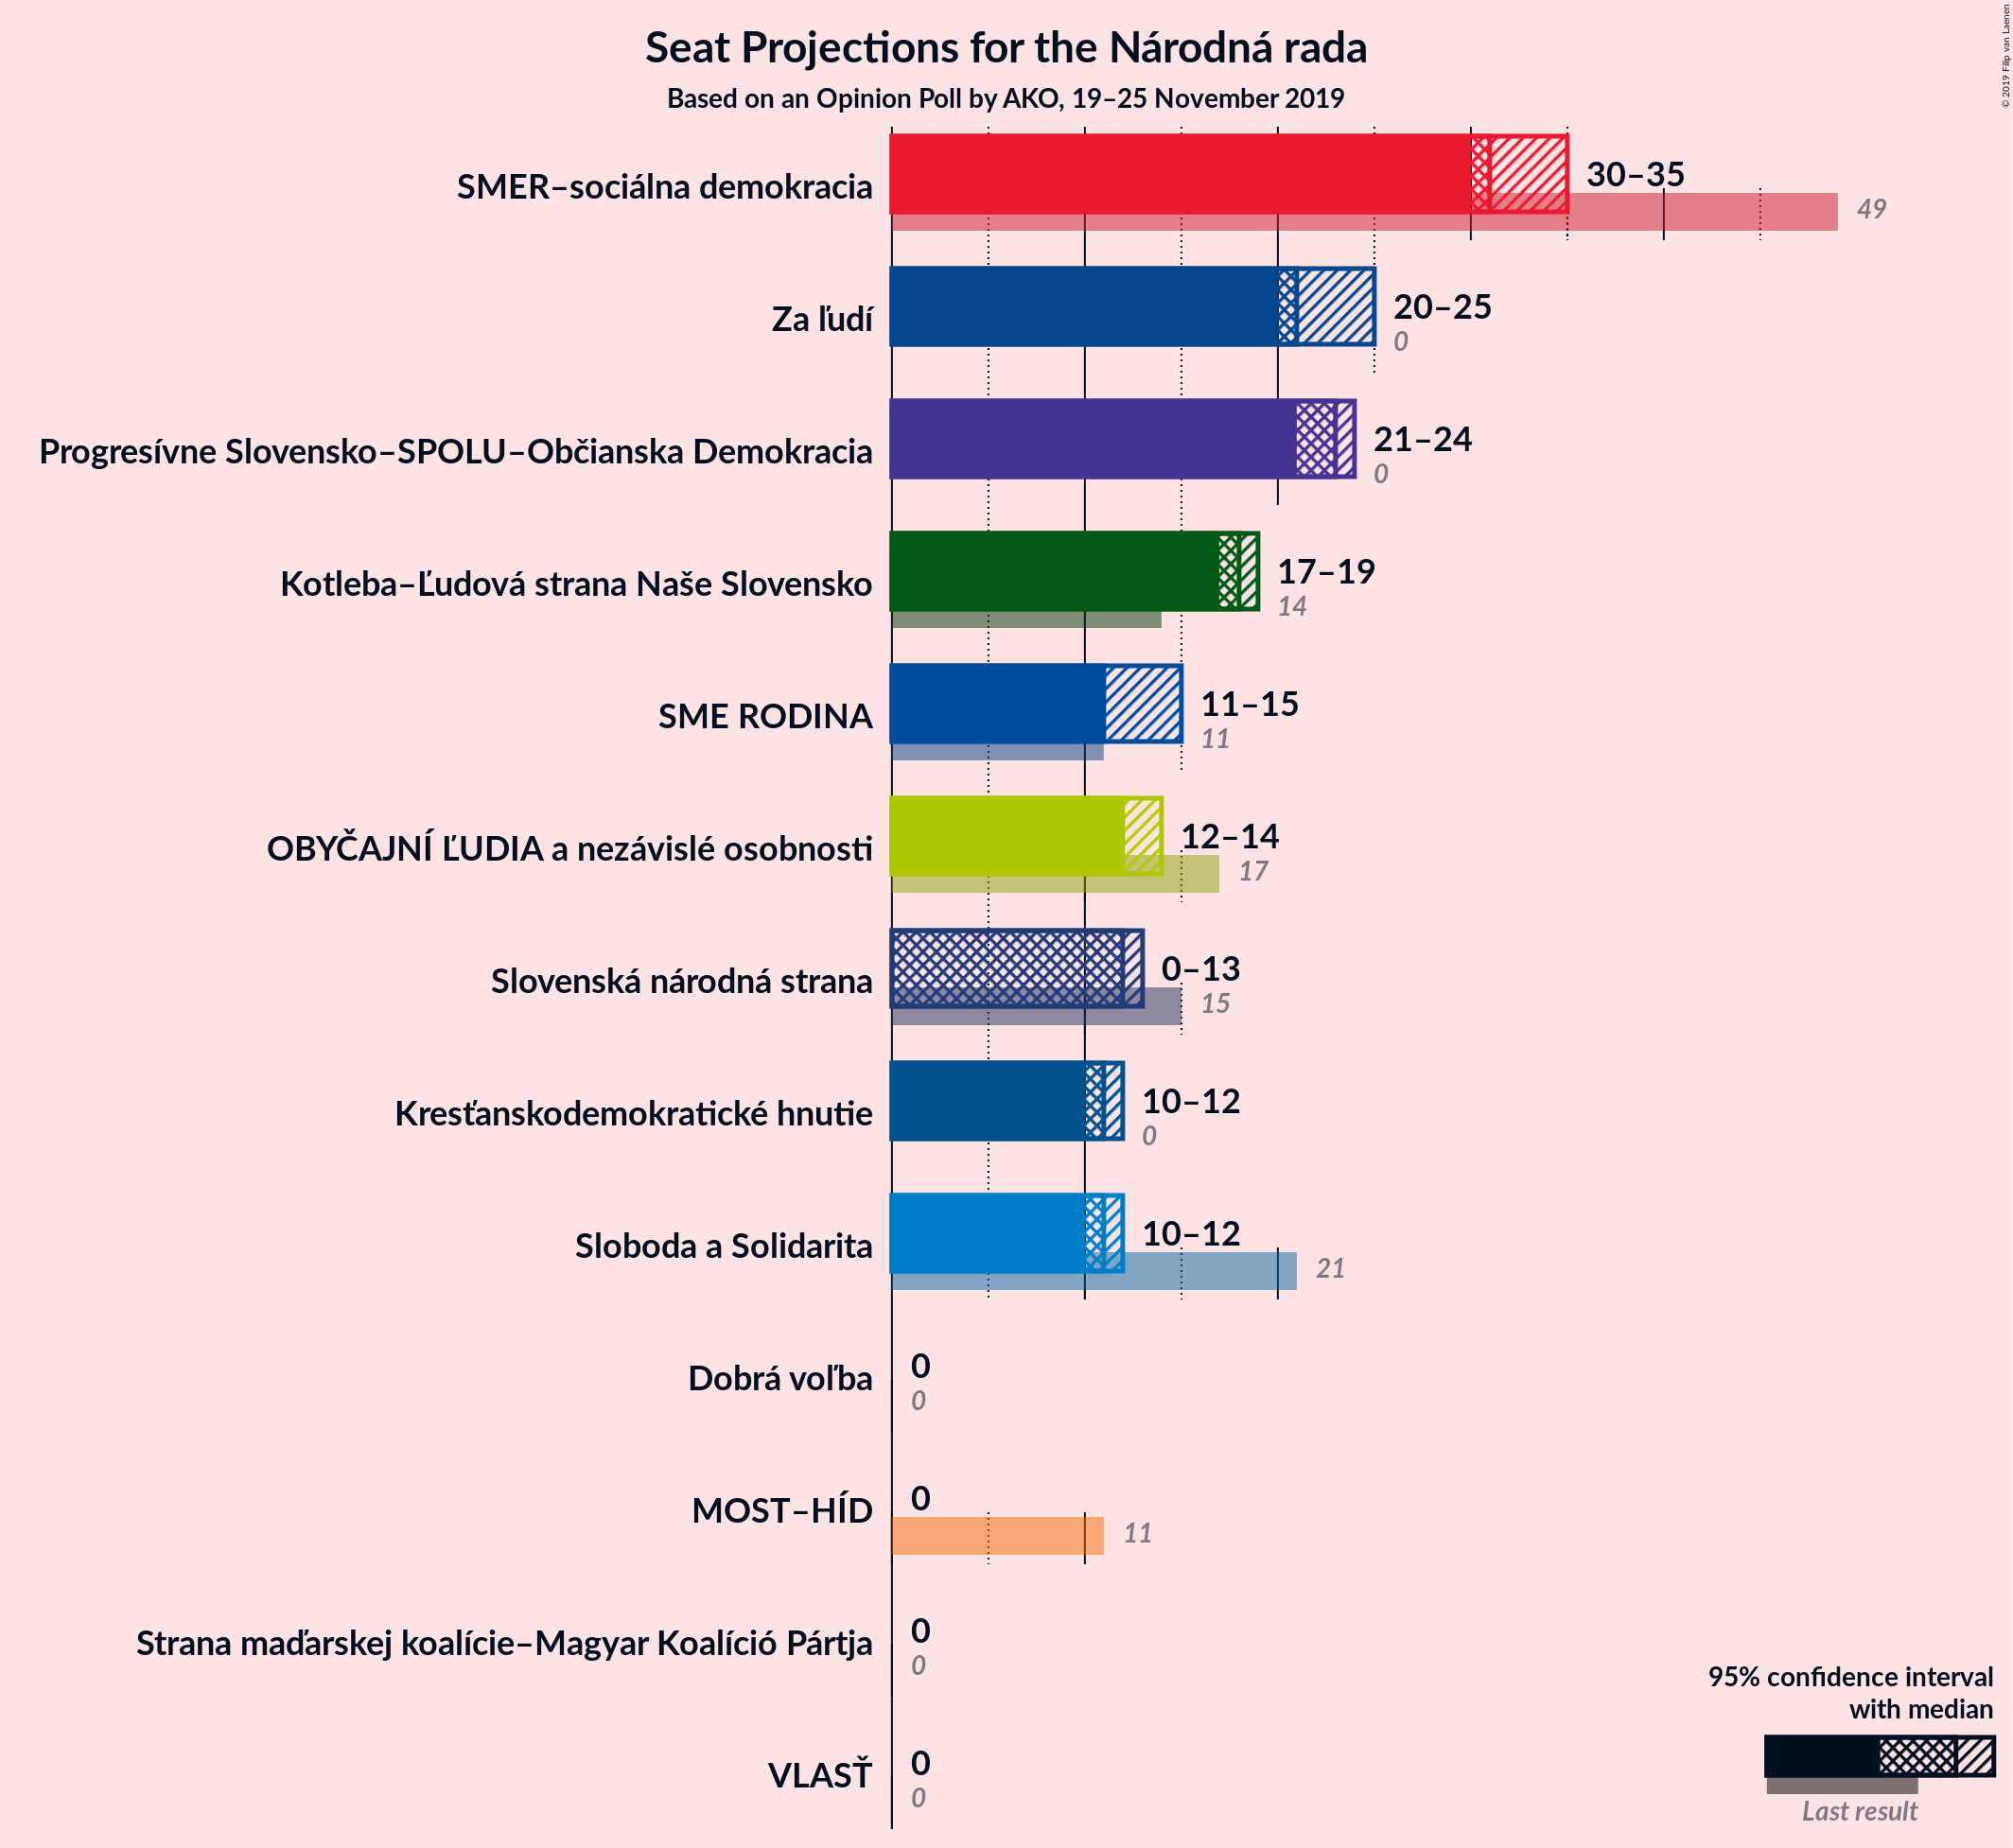 Seat Projections for the Národná rada
Based on an Opinion Poll by AKO, 19–25 November 2019
© 2019 Filip van Laenen
SMER–sociálna demokracia
30–35
49
Za ľudí
20–25
0
Progresívne Slovensko–SPOLU–Občianska Demokracia
21–24
0
Kotleba–Ľudová strana Naše Slovensko
17–19
14
SME RODINA
11–15
11
OBYČAJNÍ ĽUDIA a nezávislé osobnosti
12–14
17
Slovenská národná strana
0–13
15
Kresťanskodemokratické hnutie
10–12
0
Sloboda a Solidarita
10–12
21
Dobrá voľba
0
0
MOST–HÍD
0
11
Strana maďarskej koalície–Magyar Koalíció Pártja
0
0
VLASŤ
0
0
95% confidence interval
with median
Last result